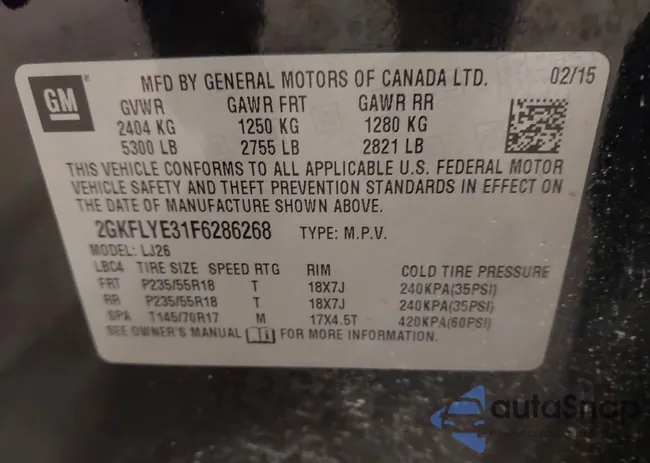 GM
MFD BY GENERAL MOTORS OF CANADA LTD. 02/15
GVWR GAWR FRT GAWR RR
2404 KG 1250 KG 1280 KG
5300 LB 2755 LB 2821 LB
THIS VEHICLE CONFORMS TO ALL APPLICABLE U.S. FEDERAL MOTOR
VEHICLE SAFETY AND THEFT PREVENTION STANDARDS IN EFFECT ON
THE DATE OF MANUFACTURE SHOWN ABOVE.
2GKFLYE31F6286268 TYPE: M.P.V.
MODEL: LJ26
LBC4 TIRE SIZE SPEED RTG RIM COLD TIRE PRESSURE
FRT P235/55R18 T 18X7J 240KPA(35PSI)
RR P235/55R18 T 18X7J 240KPA(35PSI)
SPA T145/70R17 M 17X4.5T 420KPA(60PSI)
SEE OWNER'S MANUAL FOR MORE INFORMATION.
autoSnap